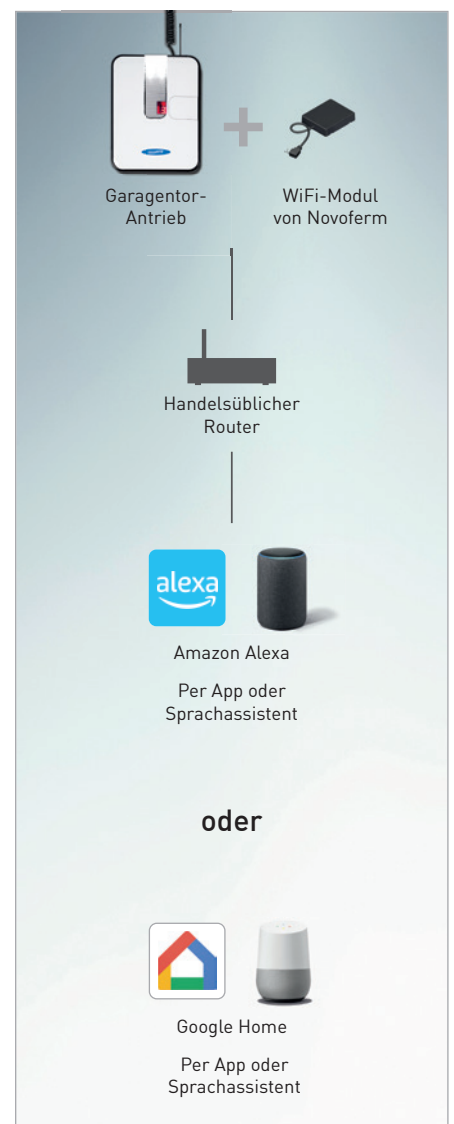 Garagentor-
Antrieb
WiFi-Modul
von Novoferm
Handelsüblicher
Router
alexa
Amazon Alexa
Per App oder
Sprachassistent
oder
Google Home
Per App oder
Sprachassistent